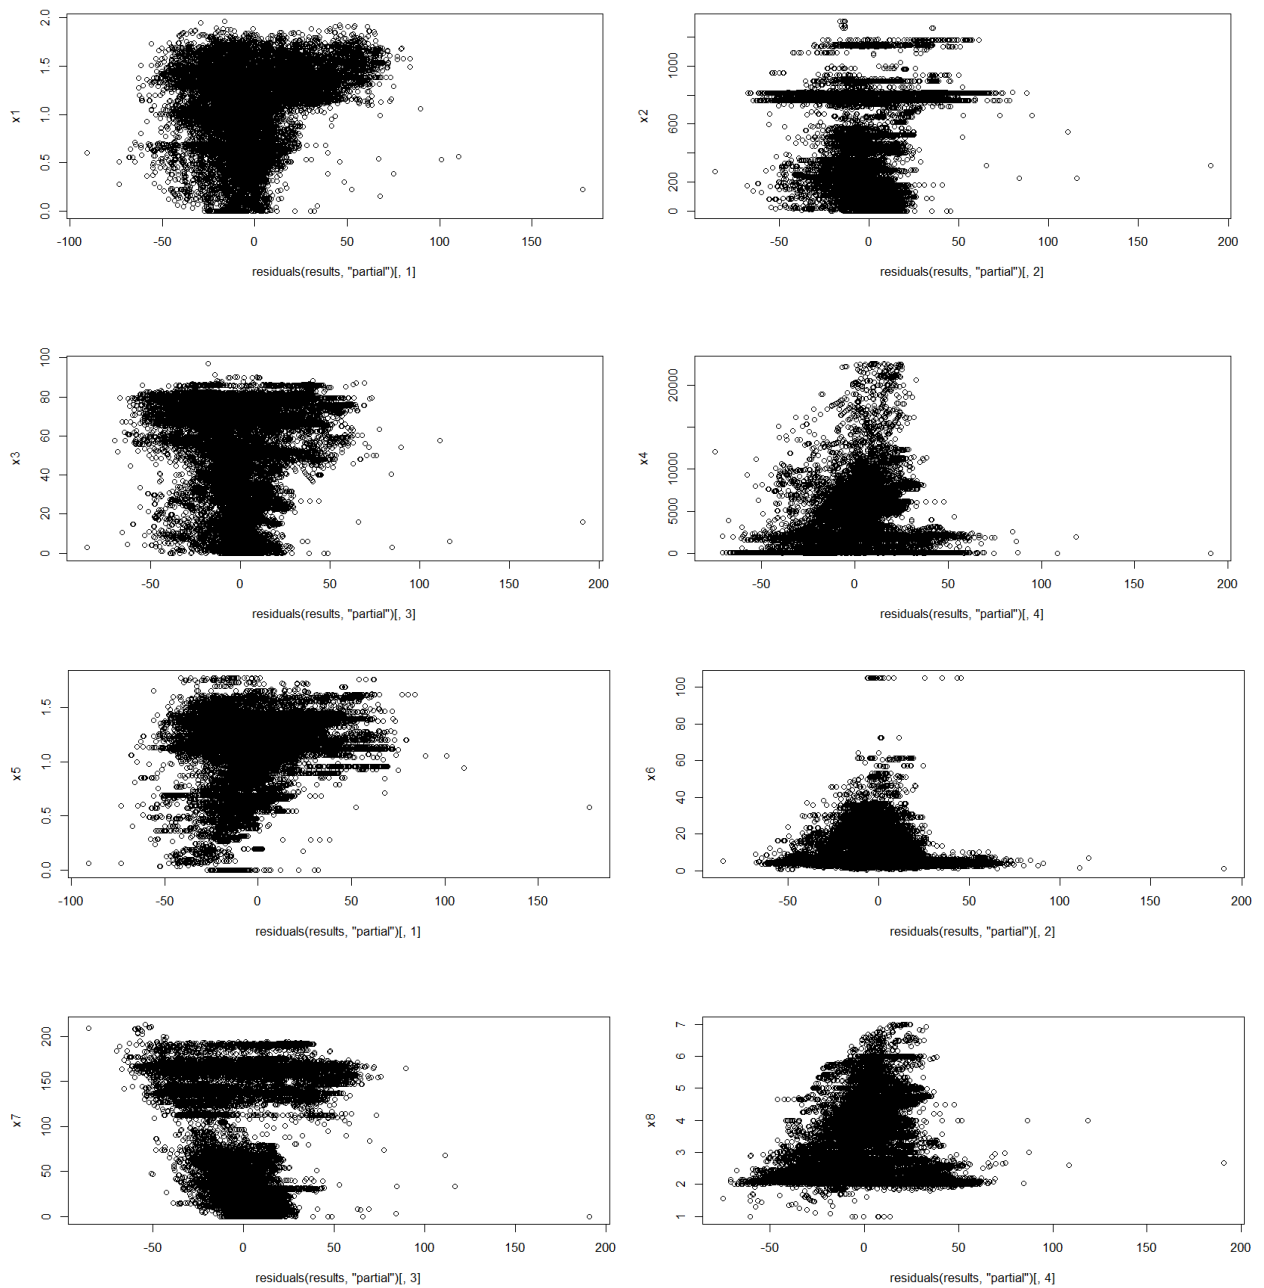 x1
0.0 0.5 1.0 1.5 2.0
-100 -50 0 50 100 150
residuals(results, "partial")[, 1]
x2
0 200 400 600 800 1000
-50 0 50 100 150 200
residuals(results, "partial")[, 2]
x3
0 20 40 60 80 100
-50 0 50 100 150 200
residuals(results, "partial")[, 3]
x4
0 5000 10000 20000
-50 0 50 100 150 200
residuals(results, "partial")[, 4]
x5
0.0 0.5 1.0 1.5
-100 -50 0 50 100 150
residuals(results, "partial")[, 1]
x6
0 20 40 60 80 100
-50 0 50 100 150 200
residuals(results, "partial")[, 2]
x7
0 50 100 150 200
-50 0 50 100 150 200
residuals(results, "partial")[, 3]
x8
1 2 3 4 5 6 7
-50 0 50 100 150 200
residuals(results, "partial")[, 4]